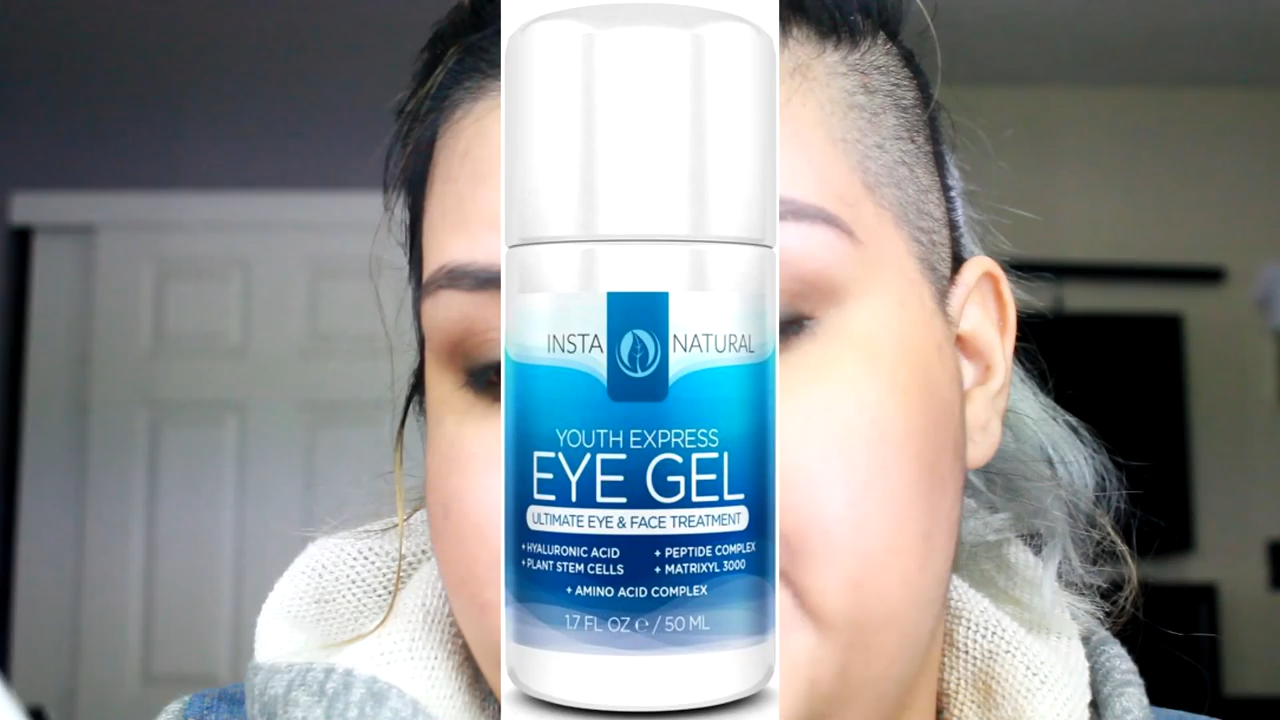 INSTA NATURAL
YOUTH EXPRESS
EYE GEL
ULTIMATE EYE & FACE TREATMENT
+ HYALURONIC ACID + PEPTIDE COMPLEX
+ PLANT STEM CELLS + MATRIXYL 3000
+ AMINO ACID COMPLEX
1.7 FL OZ ℮ / 50 ML